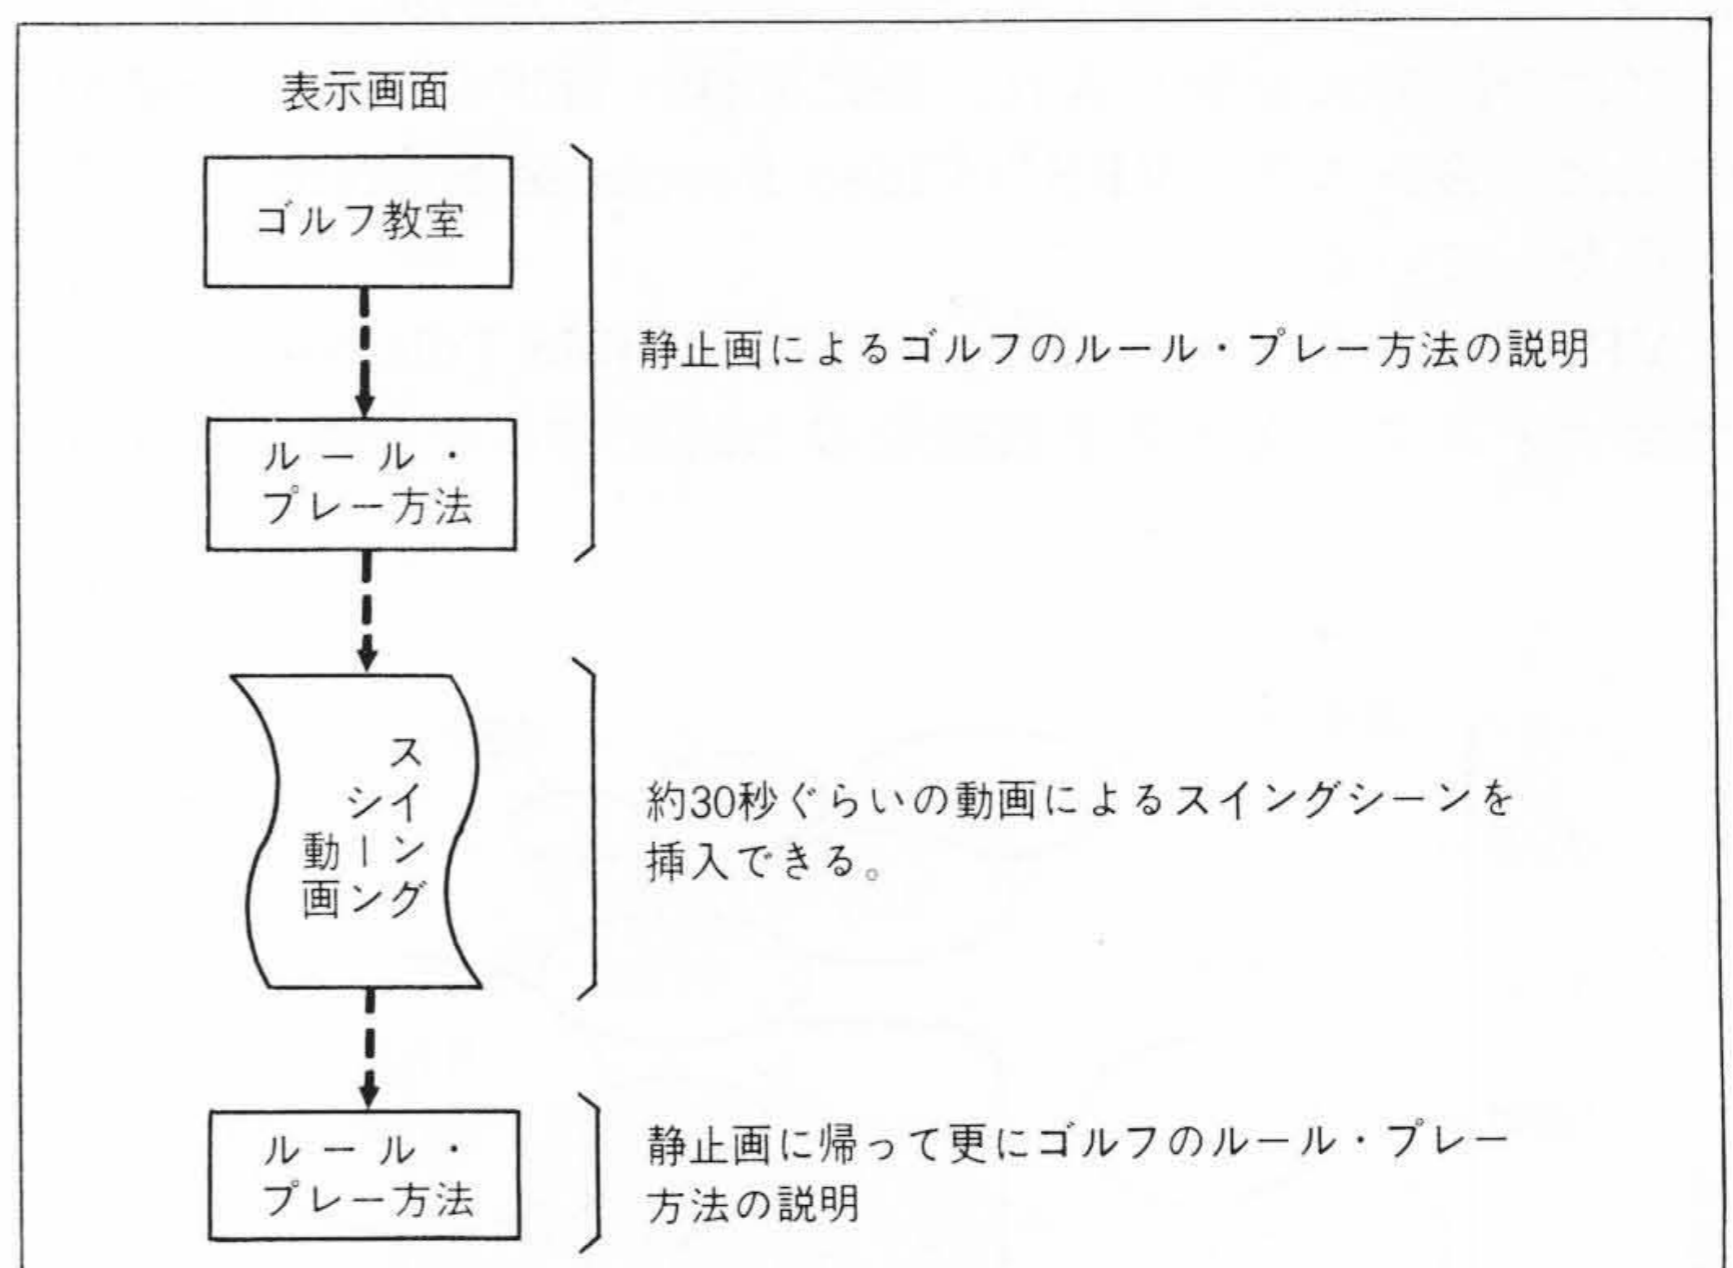 表示画面
ゴルフ教室
静止画によるゴルフのルール・プレー方法の説明
ルール・
プレー方法
スイング
シーン
動画
約30秒ぐらいの動画によるスイングシーンを
挿入できる。
ルール・
プレー方法
静止画に帰って更にゴルフのルール・プレー
方法の説明